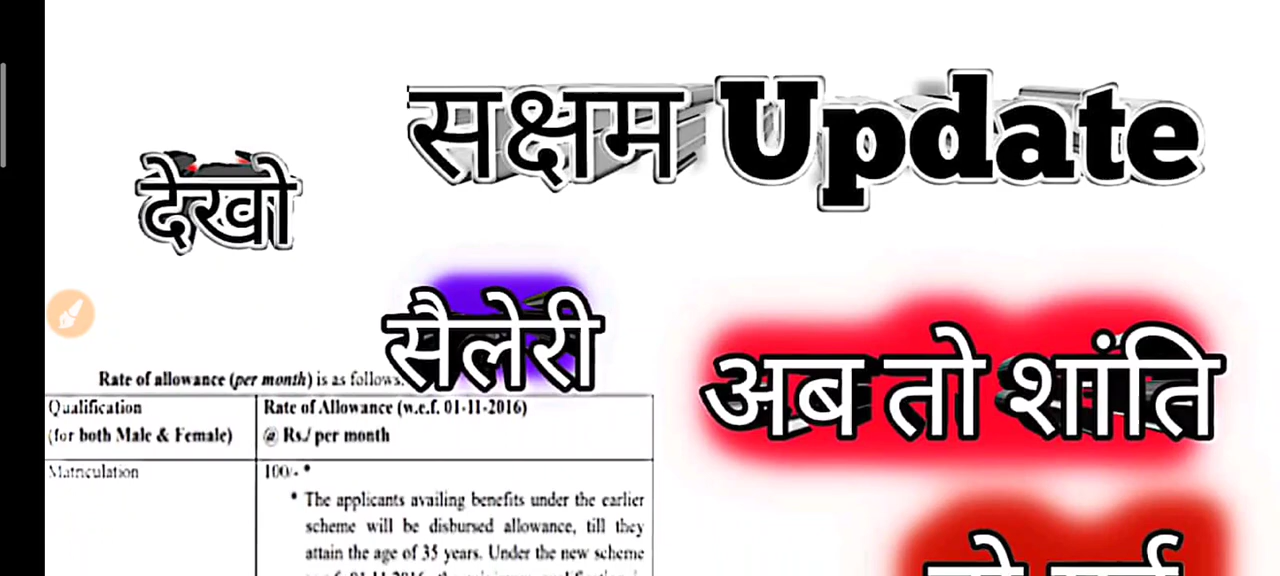 सक्षम Update
देखो
सैलेरी
अब तो शांति
Rate of allowance (per month) is as follows.
Qualification
(for both Male & Female)
Rate of Allowance (w.e.f. 01-11-2016)
@ Rs./ per month
Matriculation
100/- *
* The applicants availing benefits under the earlier
scheme will be disbursed allowance, till they
attain the age of 35 years. Under the new scheme